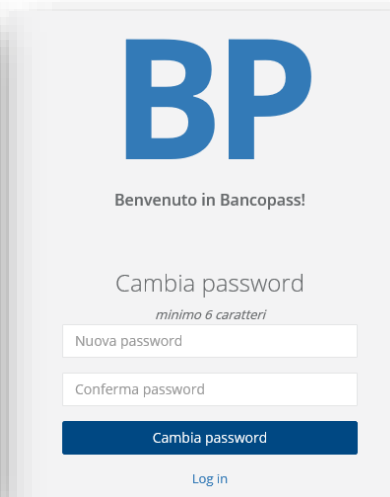 BP
Benvenuto in Bancopass!
Cambia password
minimo 6 caratteri
Nuova password
Conferma password
Cambia password
Log in